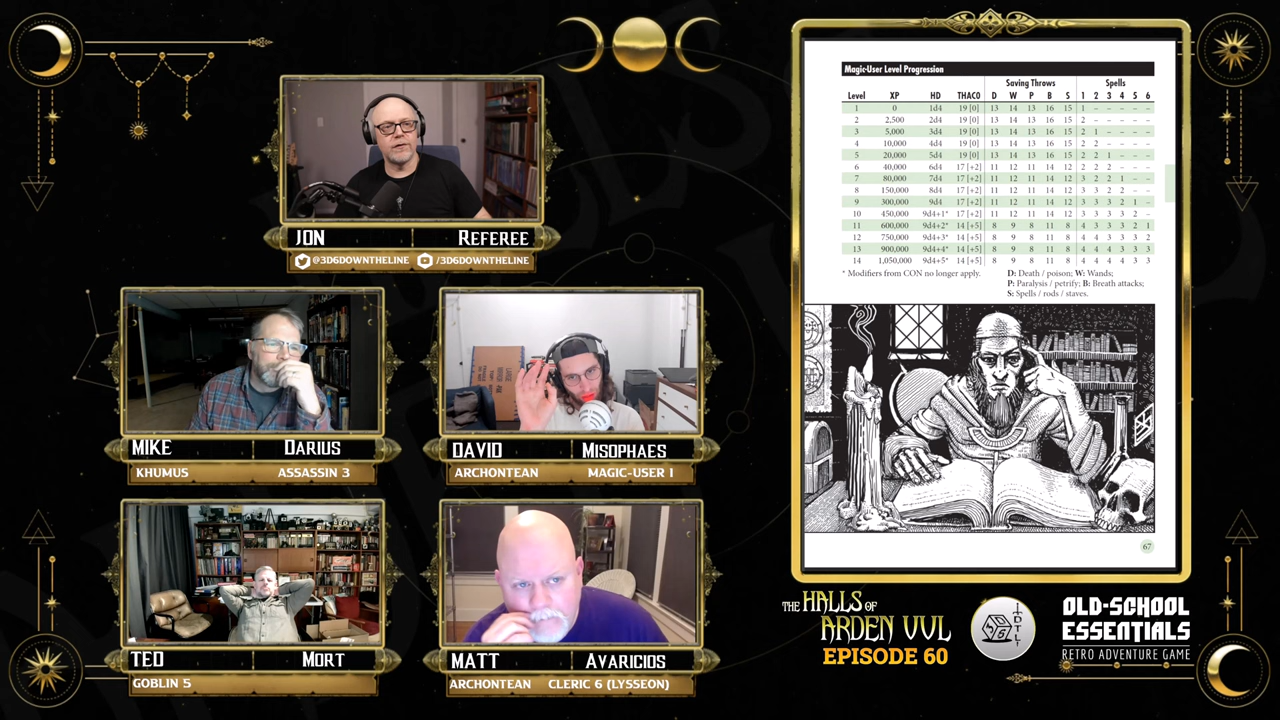 JON REFEREE
@3D6DOWNTHELINE /3D6DOWNTHELINE
MIKE DARIUS
KHUMUS ASSASSIN 3
DAVID MISOPHAES
ARCHONTEAN MAGIC-USER 1
TED MORT
GOBLIN 5
MATT AVARICIOS
ARCHONTEAN CLERIC 6 (LYSSEON)
Magic-User Level Progression
Saving Throws Spells
Level XP HD THAC0 D W P B S 1 2 3 4 5 6
1 0 1d4 19 [0] 13 14 13 16 15 1 – – – – –
2 2,500 2d4 19 [0] 13 14 13 16 15 2 – – – – –
3 5,000 3d4 19 [0] 13 14 13 16 15 2 1 – – – –
4 10,000 4d4 19 [0] 13 14 13 16 15 2 2 – – – –
5 20,000 5d4 19 [0] 13 14 13 16 15 2 2 1 – – –
6 40,000 6d4 17 [+2] 11 12 11 14 12 2 2 2 – – –
7 80,000 7d4 17 [+2] 11 12 11 14 12 3 2 2 1 – –
8 150,000 8d4 17 [+2] 11 12 11 14 12 3 3 2 2 – –
9 300,000 9d4 17 [+2] 11 12 11 14 12 3 3 3 2 1 –
10 450,000 9d4+1* 17 [+2] 11 12 11 14 12 3 3 3 3 2 –
11 600,000 9d4+2* 14 [+5] 8 9 8 11 8 4 3 3 3 2 1
12 750,000 9d4+3* 14 [+5] 8 9 8 11 8 4 4 3 3 3 2
13 900,000 9d4+4* 14 [+5] 8 9 8 11 8 4 4 4 3 3 3
14 1,050,000 9d4+5* 14 [+5] 8 9 8 11 8 4 4 4 4 3 3
* Modifiers from CON no longer apply.
D: Death / poison; W: Wands;
P: Paralysis / petrify; B: Breath attacks;
S: Spells / rods / staves.
67
THE HALLS OF
ARDEN VUL
EPISODE 60
3D6
DTLT
OLD-SCHOOL
ESSENTIALS
RETRO ADVENTURE GAME